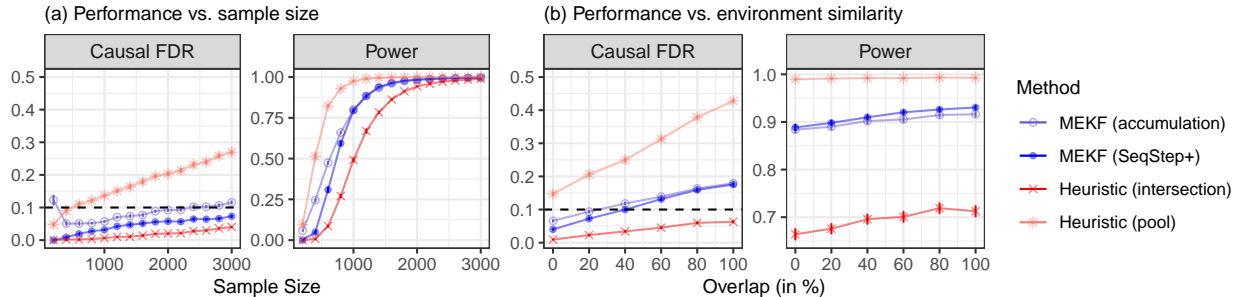 (a) Performance vs. sample size
(b) Performance vs. environment similarity
Causal FDR
Power
Causal FDR
Power
0.5
0.4
0.3
0.2
0.1
0.0
1.00
0.75
0.50
0.25
0.00
0.5
0.4
0.3
0.2
0.1
0.0
1.0
0.9
0.8
0.7
1000 2000 3000
1000 2000 3000
0 20 40 60 80 100
0 20 40 60 80 100
Sample Size
Overlap (in %)
Method
MEKF (accumulation)
MEKF (SeqStep+)
Heuristic (intersection)
Heuristic (pool)